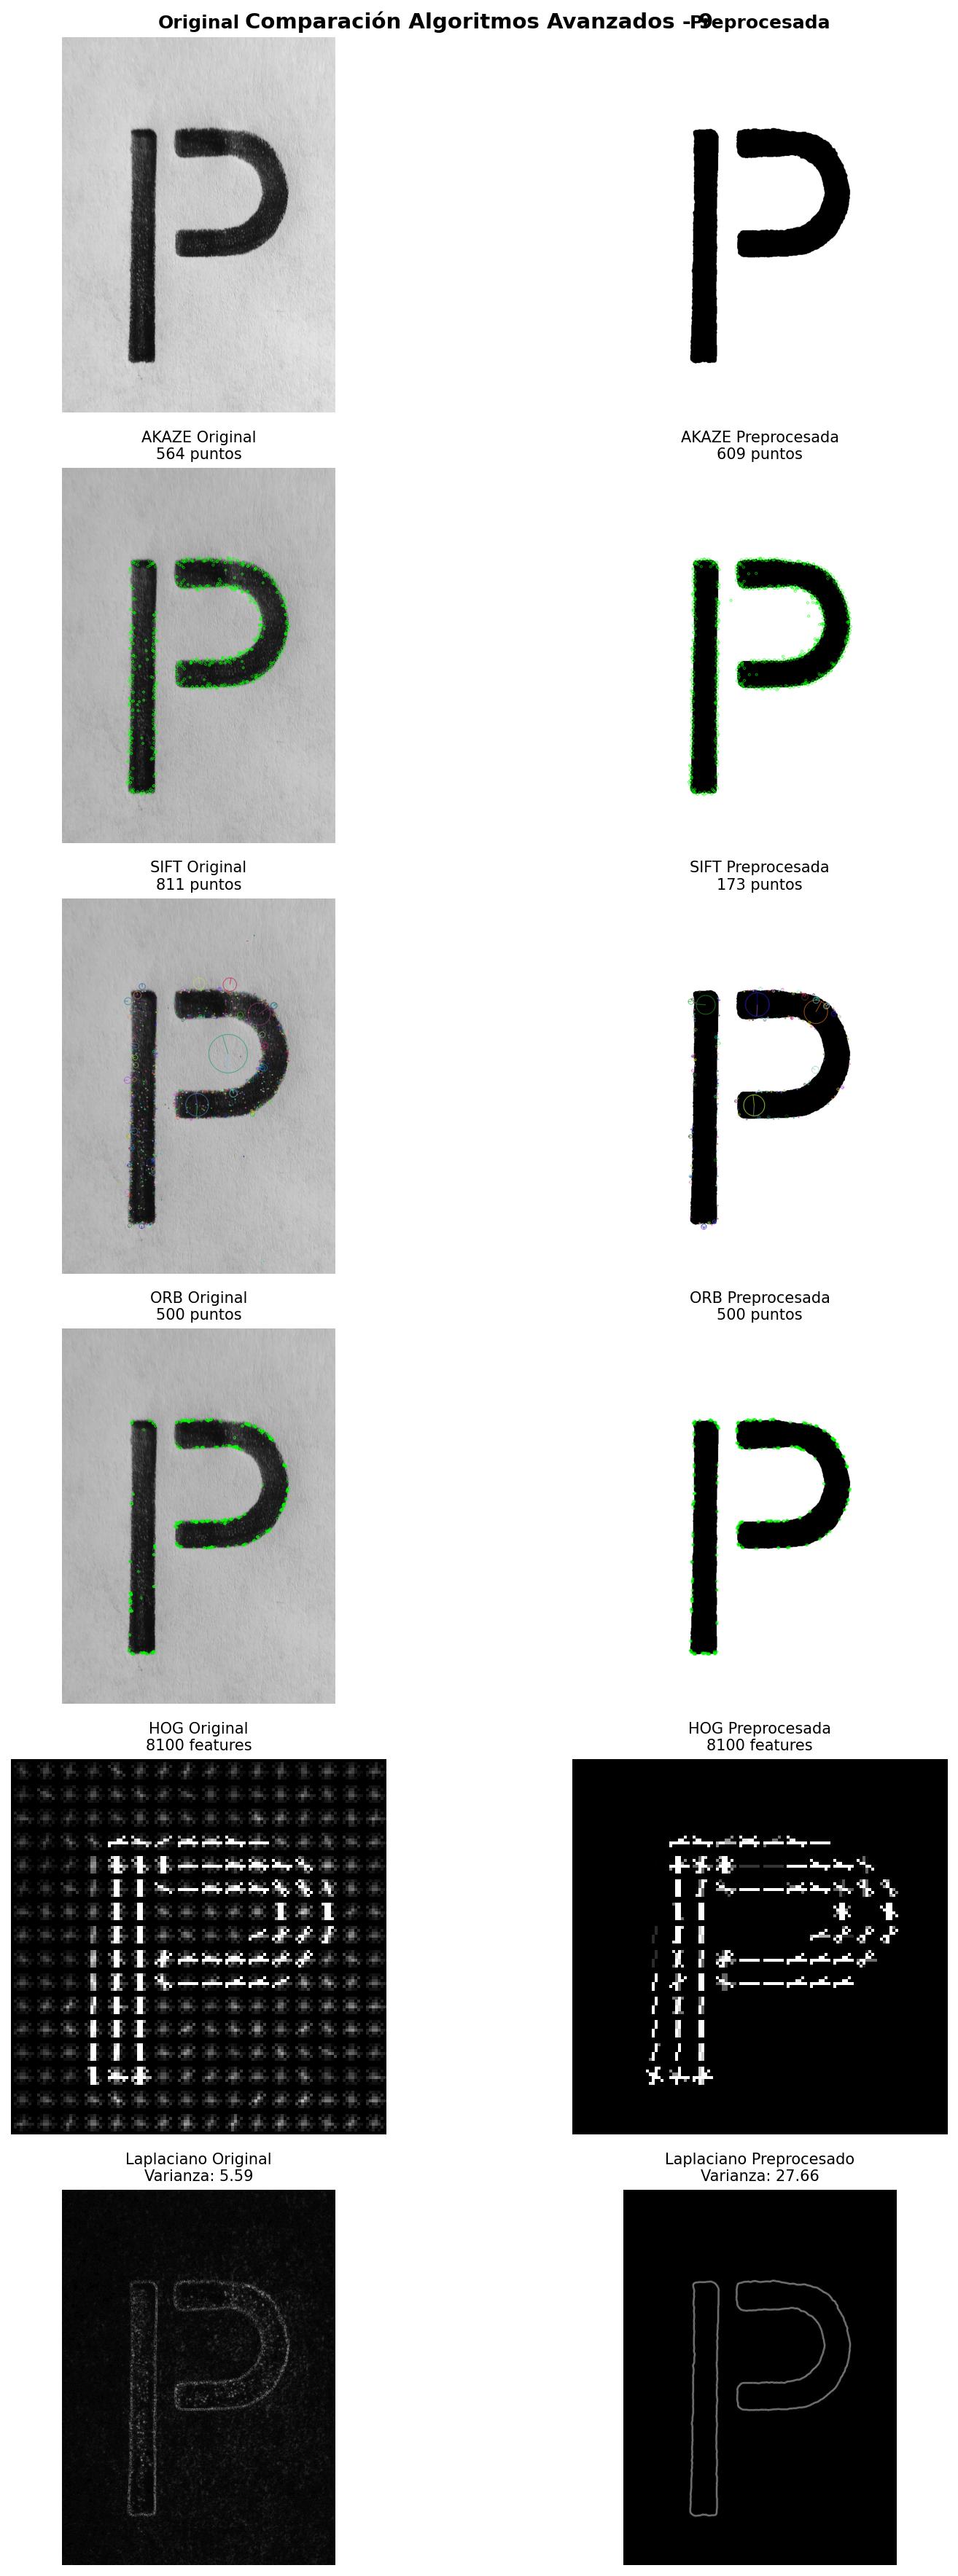 Comparación Algoritmos Avanzados - 9
Original Preprocesada
P P
AKAZE Original AKAZE Preprocesada
564 puntos 609 puntos
P P
SIFT Original SIFT Preprocesada
811 puntos 173 puntos
P P
ORB Original ORB Preprocesada
500 puntos 500 puntos
P P
HOG Original HOG Preprocesada
8100 features 8100 features
P P
Laplaciano Original Laplaciano Preprocesado
Varianza: 5.59 Varianza: 27.66
P P